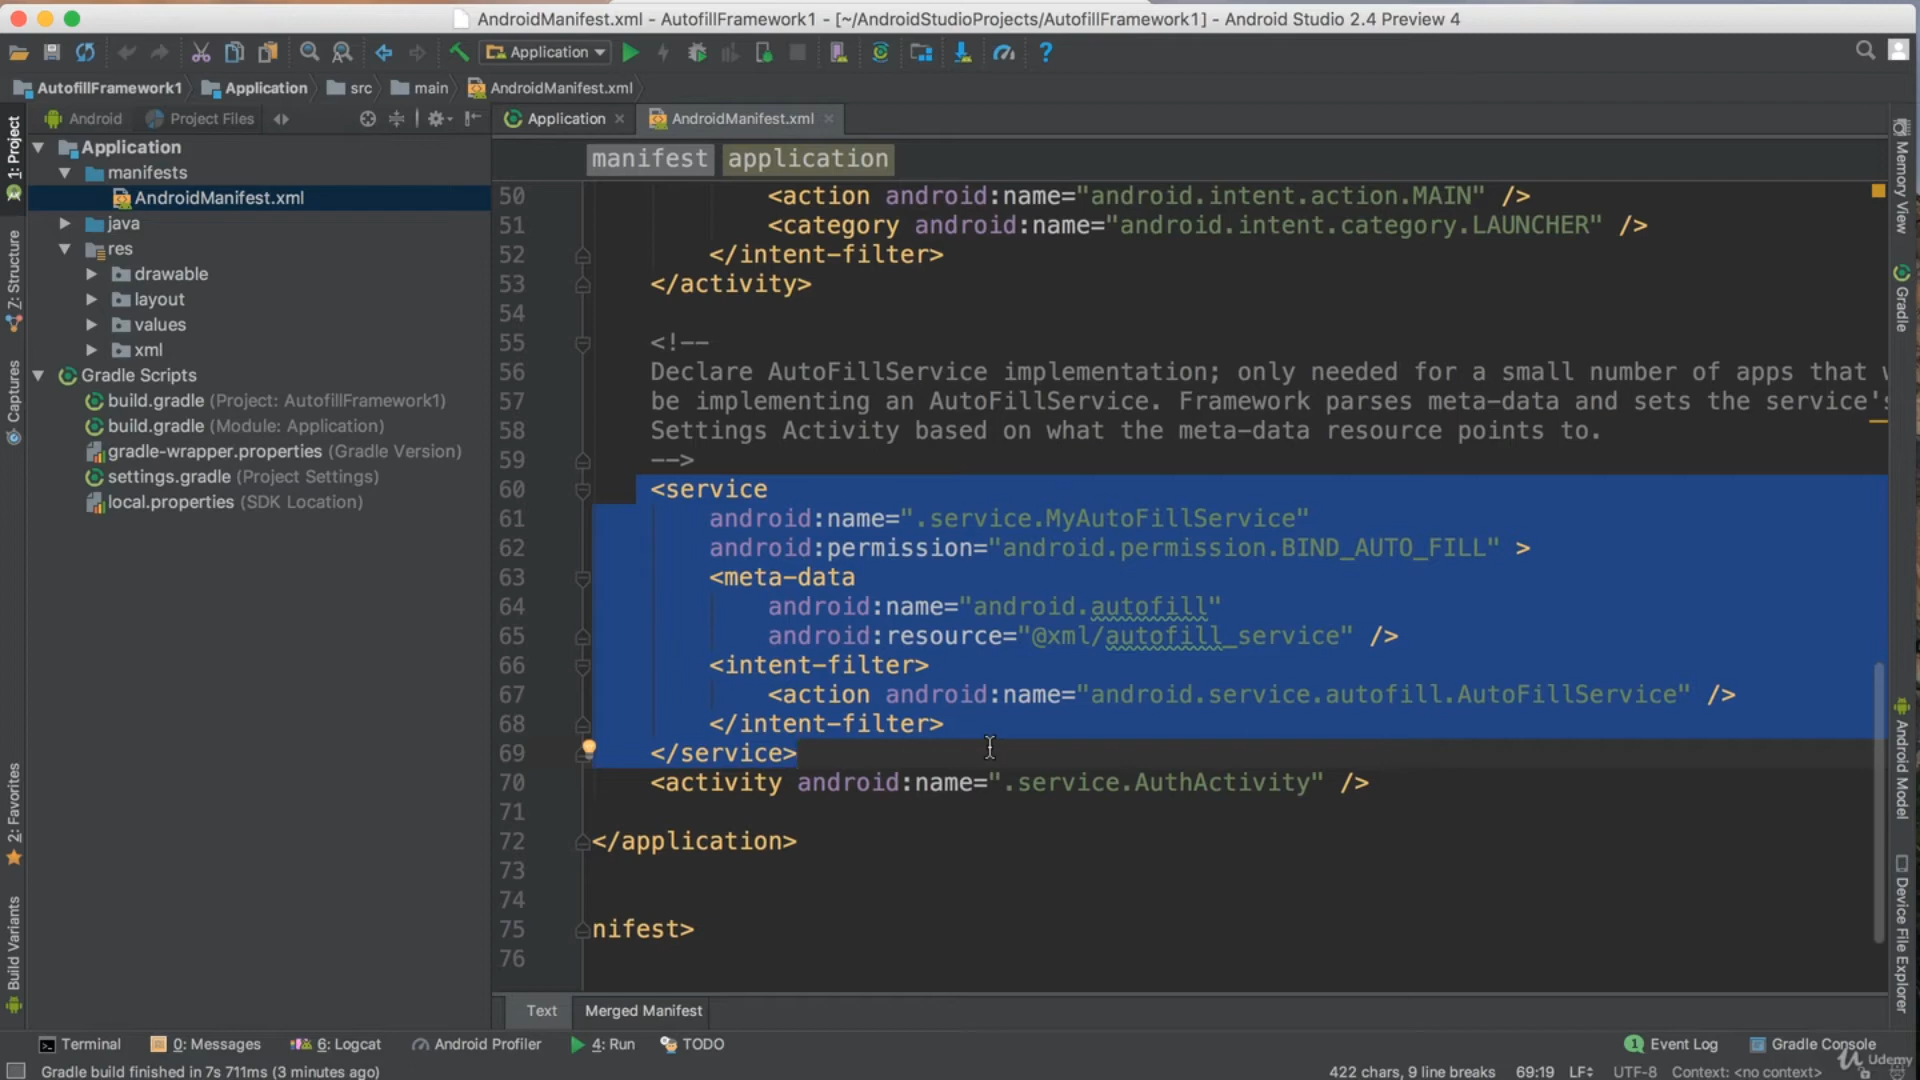 AndroidManifest.xml - AutofillFramework1 - [~/AndroidStudioProjects/AutofillFramework1] - Android Studio 2.4 Preview 4
Application
AutofillFramework1 Application src main AndroidManifest.xml
Android Project Files
Application AndroidManifest.xml
manifest application
1: Project
Z: Structure
Captures
2: Favorites
Build Variants
Application
manifests
AndroidManifest.xml
java
res
drawable
layout
values
xml
Gradle Scripts
build.gradle (Project: AutofillFramework1)
build.gradle (Module: Application)
gradle-wrapper.properties (Gradle Version)
settings.gradle (Project Settings)
local.properties (SDK Location)
50 <action android:name="android.intent.action.MAIN" />
51 <category android:name="android.intent.category.LAUNCHER" />
52 </intent-filter>
53 </activity>
54
55 <!--
56 Declare AutoFillService implementation; only needed for a small number of apps that
57 be implementing an AutoFillService. Framework parses meta-data and sets the service's
58 Settings Activity based on what the meta-data resource points to.
59 -->
60 <service
61 android:name=".service.MyAutoFillService"
62 android:permission="android.permission.BIND_AUTO_FILL" >
63 <meta-data
64 android:name="android.autofill"
65 android:resource="@xml/autofill_service" />
66 <intent-filter>
67 <action android:name="android.service.autofill.AutoFillService" />
68 </intent-filter>
69 </service>
70 <activity android:name=".service.AuthActivity" />
71
72 </application>
73
74
75 nifest>
76
Memory View
Gradle
Android Model
Device File Explorer
Text Merged Manifest
Terminal 0: Messages 6: Logcat Android Profiler 4: Run TODO 1 Event Log Gradle Console
Gradle build finished in 7s 711ms (3 minutes ago) 422 chars, 9 line breaks 69:19 LF÷ UTF-8 Context: <no context>
Udemy